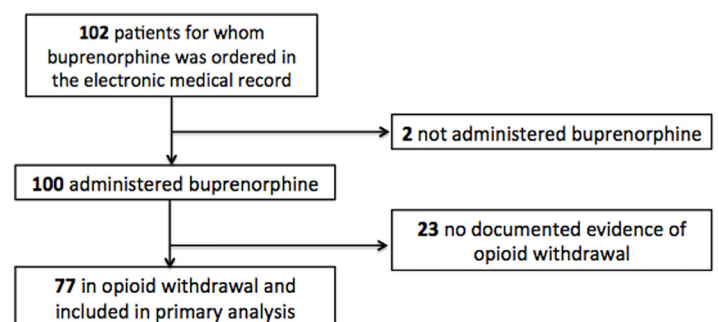 102 patients for whom
buprenorphine was ordered in
the electronic medical record
2 not administered buprenorphine
100 administered buprenorphine
23 no documented evidence of
opioid withdrawal
77 in opioid withdrawal and
included in primary analysis